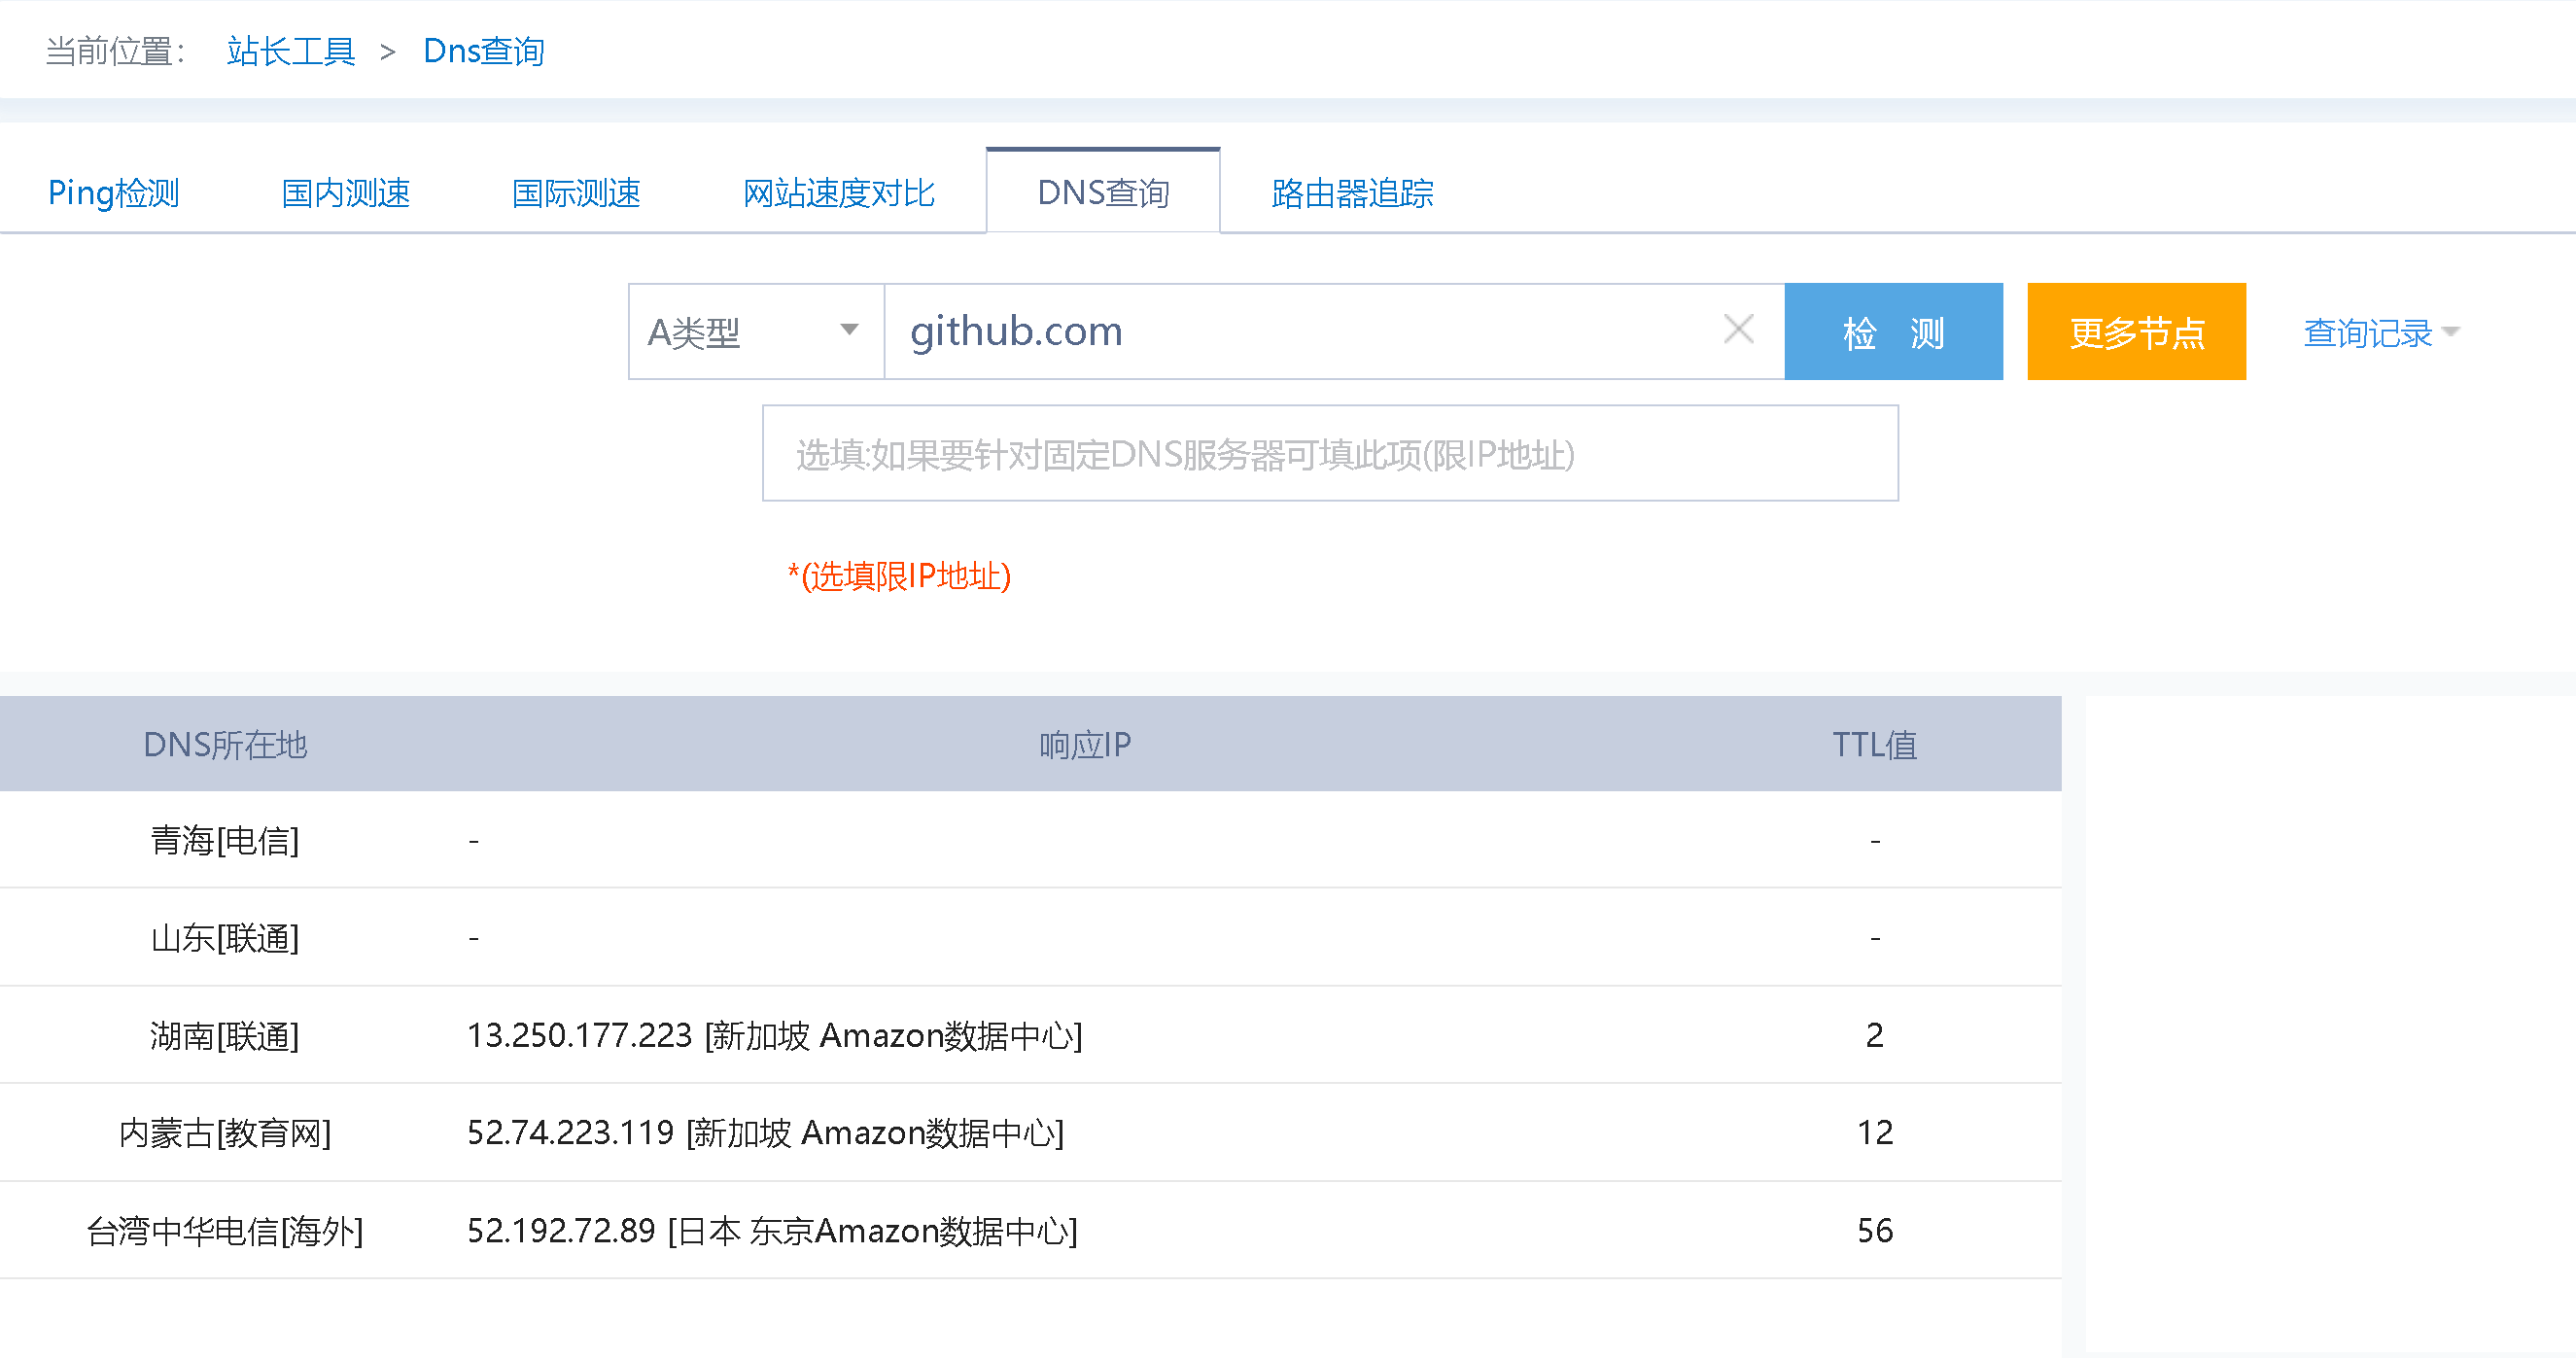 当前位置： 站长工具 > Dns查询
Ping检测 国内测速 国际测速 网站速度对比 DNS查询 路由器追踪
A类型 github.com 检 测 更多节点 查询记录
选填:如果要针对固定DNS服务器可填此项(限IP地址)
*(选填限IP地址)
DNS所在地 响应IP TTL值
青海[电信] - -
山东[联通] - -
湖南[联通] 13.250.177.223 [新加坡 Amazon数据中心] 2
内蒙古[教育网] 52.74.223.119 [新加坡 Amazon数据中心] 12
台湾中华电信[海外] 52.192.72.89 [日本 东京Amazon数据中心] 56